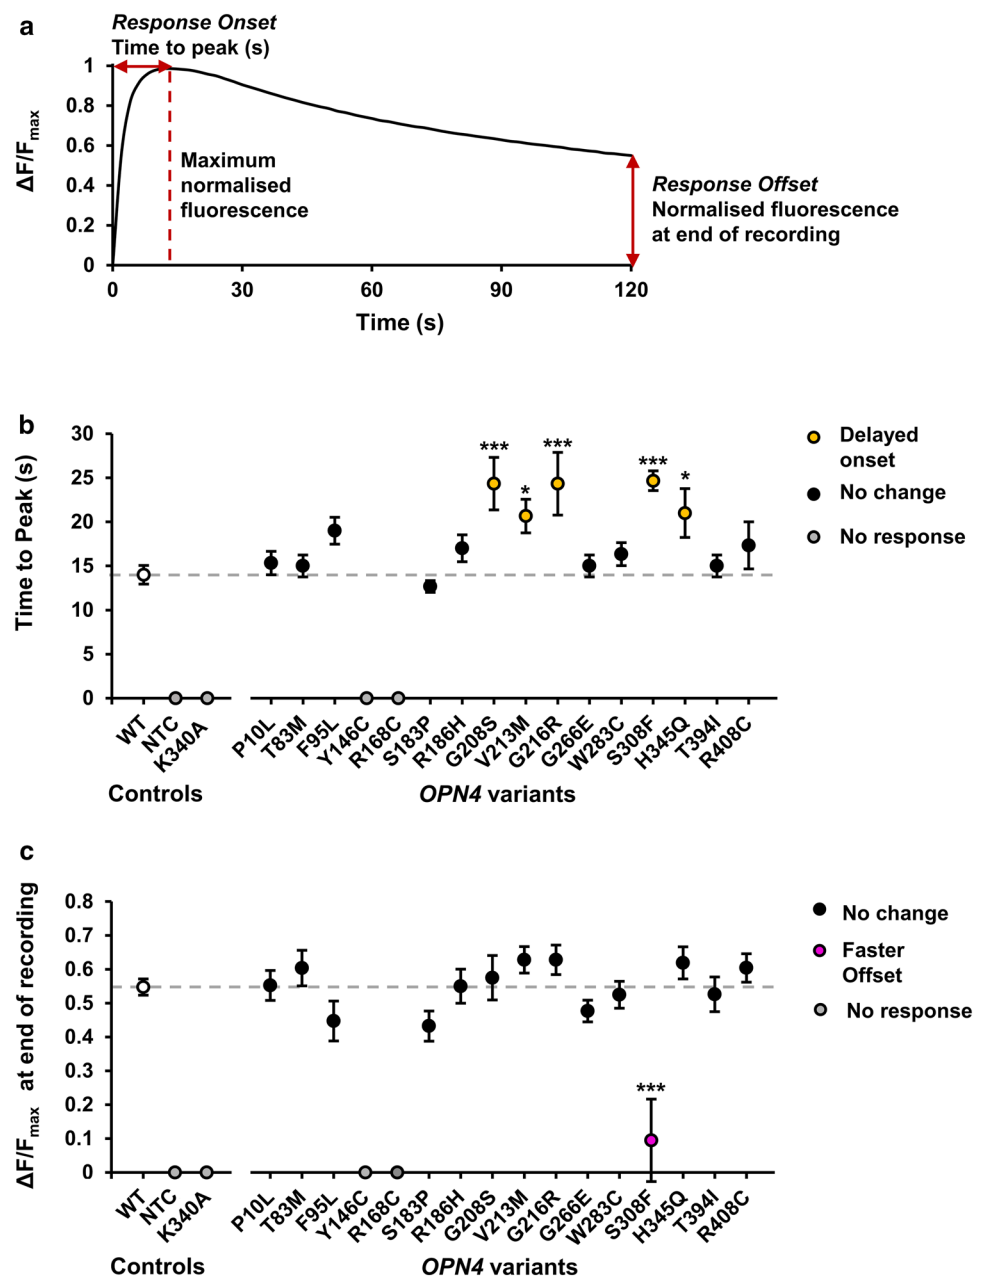 a
Response Onset
Time to peak (s)
ΔF/Fmax
1
0.8
0.6
0.4
0.2
0
Maximum
normalised
fluorescence
Response Offset
Normalised fluorescence
at end of recording
0 30 60 90 120
Time (s)
b
Time to Peak (s)
30
25
20
15
10
5
0
*** * *** *** *
Delayed
onset
No change
No response
WT NTC K340A P10L T83M F95L Y146C R168C S183P R186H G208S V213M G216R G266E W283C S308F H345Q T394I R408C
Controls OPN4 variants
c
ΔF/Fmax at end of recording
0.8
0.7
0.6
0.5
0.4
0.3
0.2
0.1
0
***
No change
Faster
Offset
No response
WT NTC K340A P10L T83M F95L Y146C R168C S183P R186H G208S V213M G216R G266E W283C S308F H345Q T394I R408C
Controls OPN4 variants